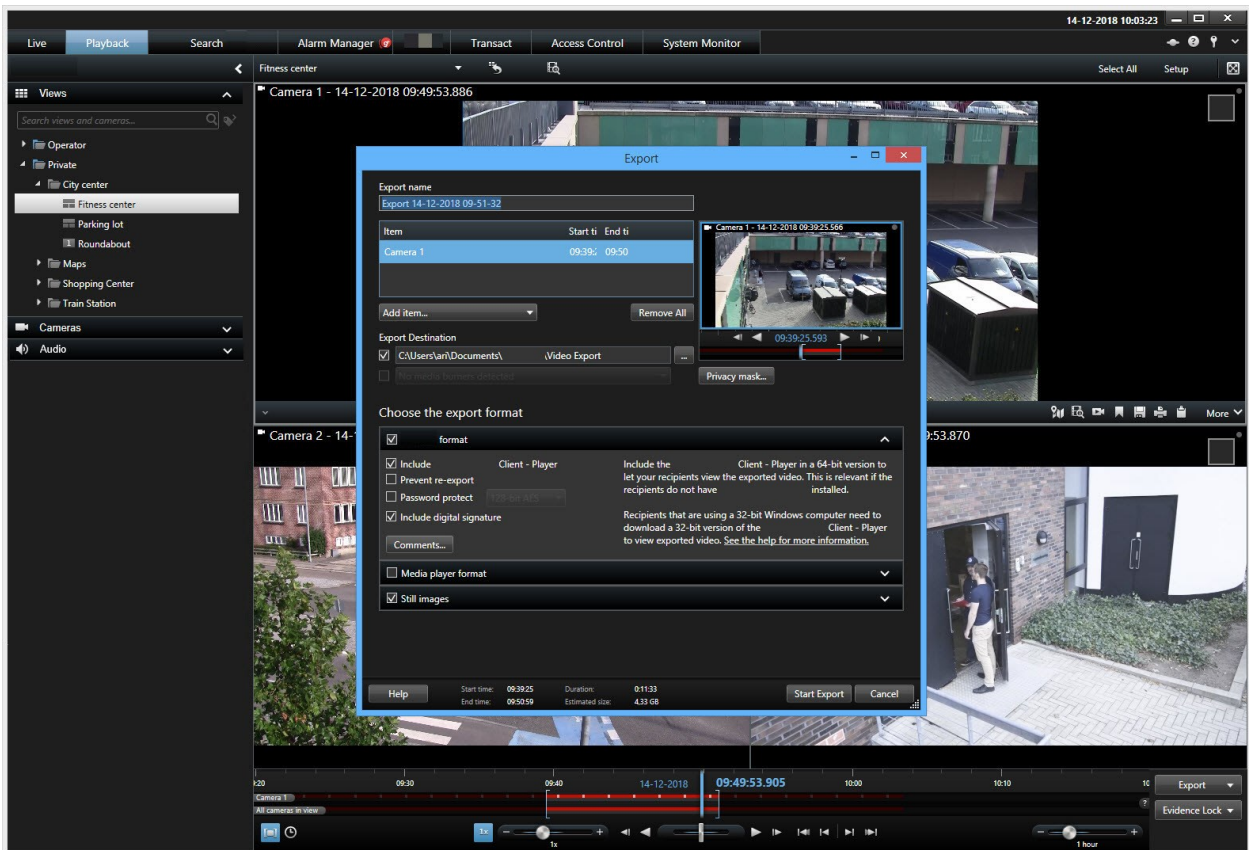 14-12-2018 10:03:23
Live Playback Search Alarm Manager Transact Access Control System Monitor
Fitness center
Select All Setup
Views
Search views and cameras...
Operator
Private
City center
Fitness center
Parking lot
1 Roundabout
Maps
Shopping Center
Train Station
Cameras
Audio
Camera 1 - 14-12-2018 09:49:53.886
Export
Export name
Export 14-12-2018 09-51-32
Item Start ti End ti
Camera 1 09:39: 09:50
Camera 1 - 14-12-2018 09:39:25.566
Add item... Remove All
09:39:25.593
Export Destination
C:\Users\ari\Documents\ \Video Export ...
No media burners detected
Privacy mask...
More
Choose the export format
Camera 2 - 14-
9:53.870
format
Include Client - Player
Prevent re-export
Password protect 128-bit AES
Include digital signature
Comments...
Include the Client - Player in a 64-bit version to
let your recipients view the exported video. This is relevant if the
recipients do not have installed.
Recipients that are using a 32-bit Windows computer need to
download a 32-bit version of the Client - Player
to view exported video. See the help for more information.
Media player format
Still images
Help
Start time: 09:39:25 Duration: 0:11:33
End time: 09:50:59 Estimated size: 4,33 GB
Start Export Cancel
:20 09:30 09:40 14-12-2018 09:49:53.905 10:00 10:10 10
Camera 1
All cameras in view
Export
Evidence Lock
1x
1x
1 hour